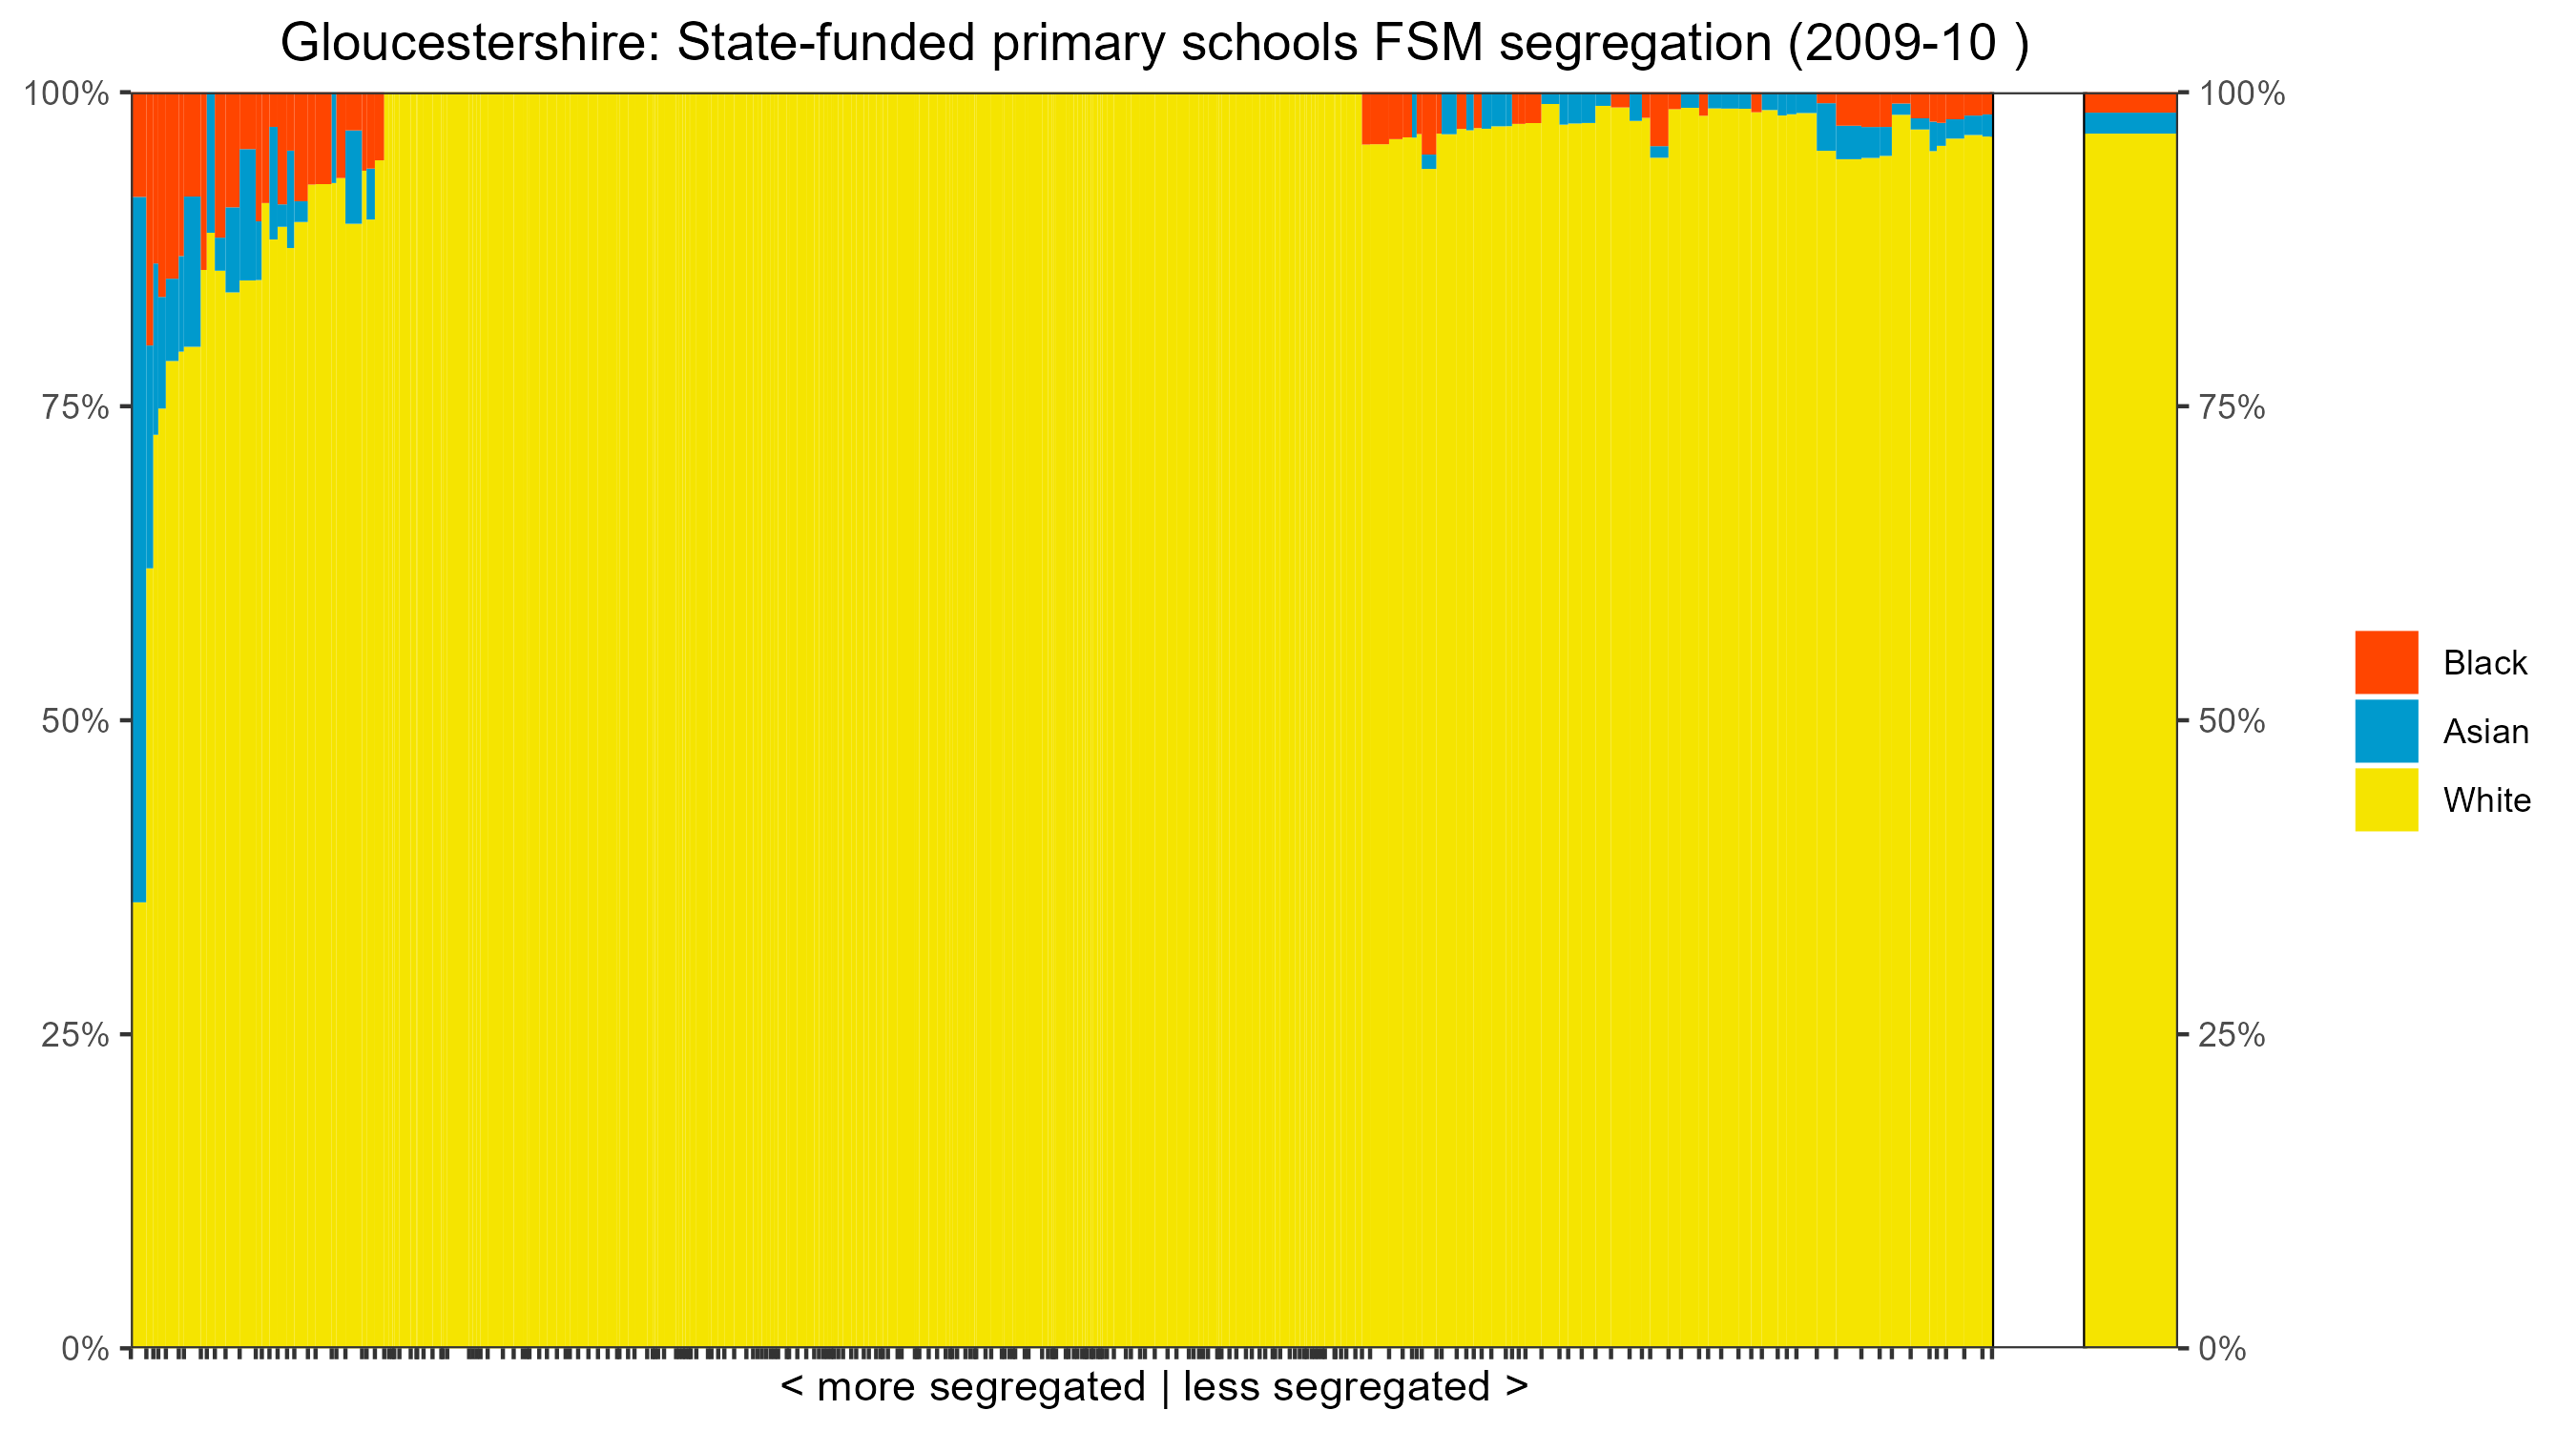 Gloucestershire: State-funded primary schools FSM segregation (2009-10 )
100%
75%
50%
25%
0%
100%
75%
50%
25%
0%
Black
Asian
White
< more segregated | less segregated >